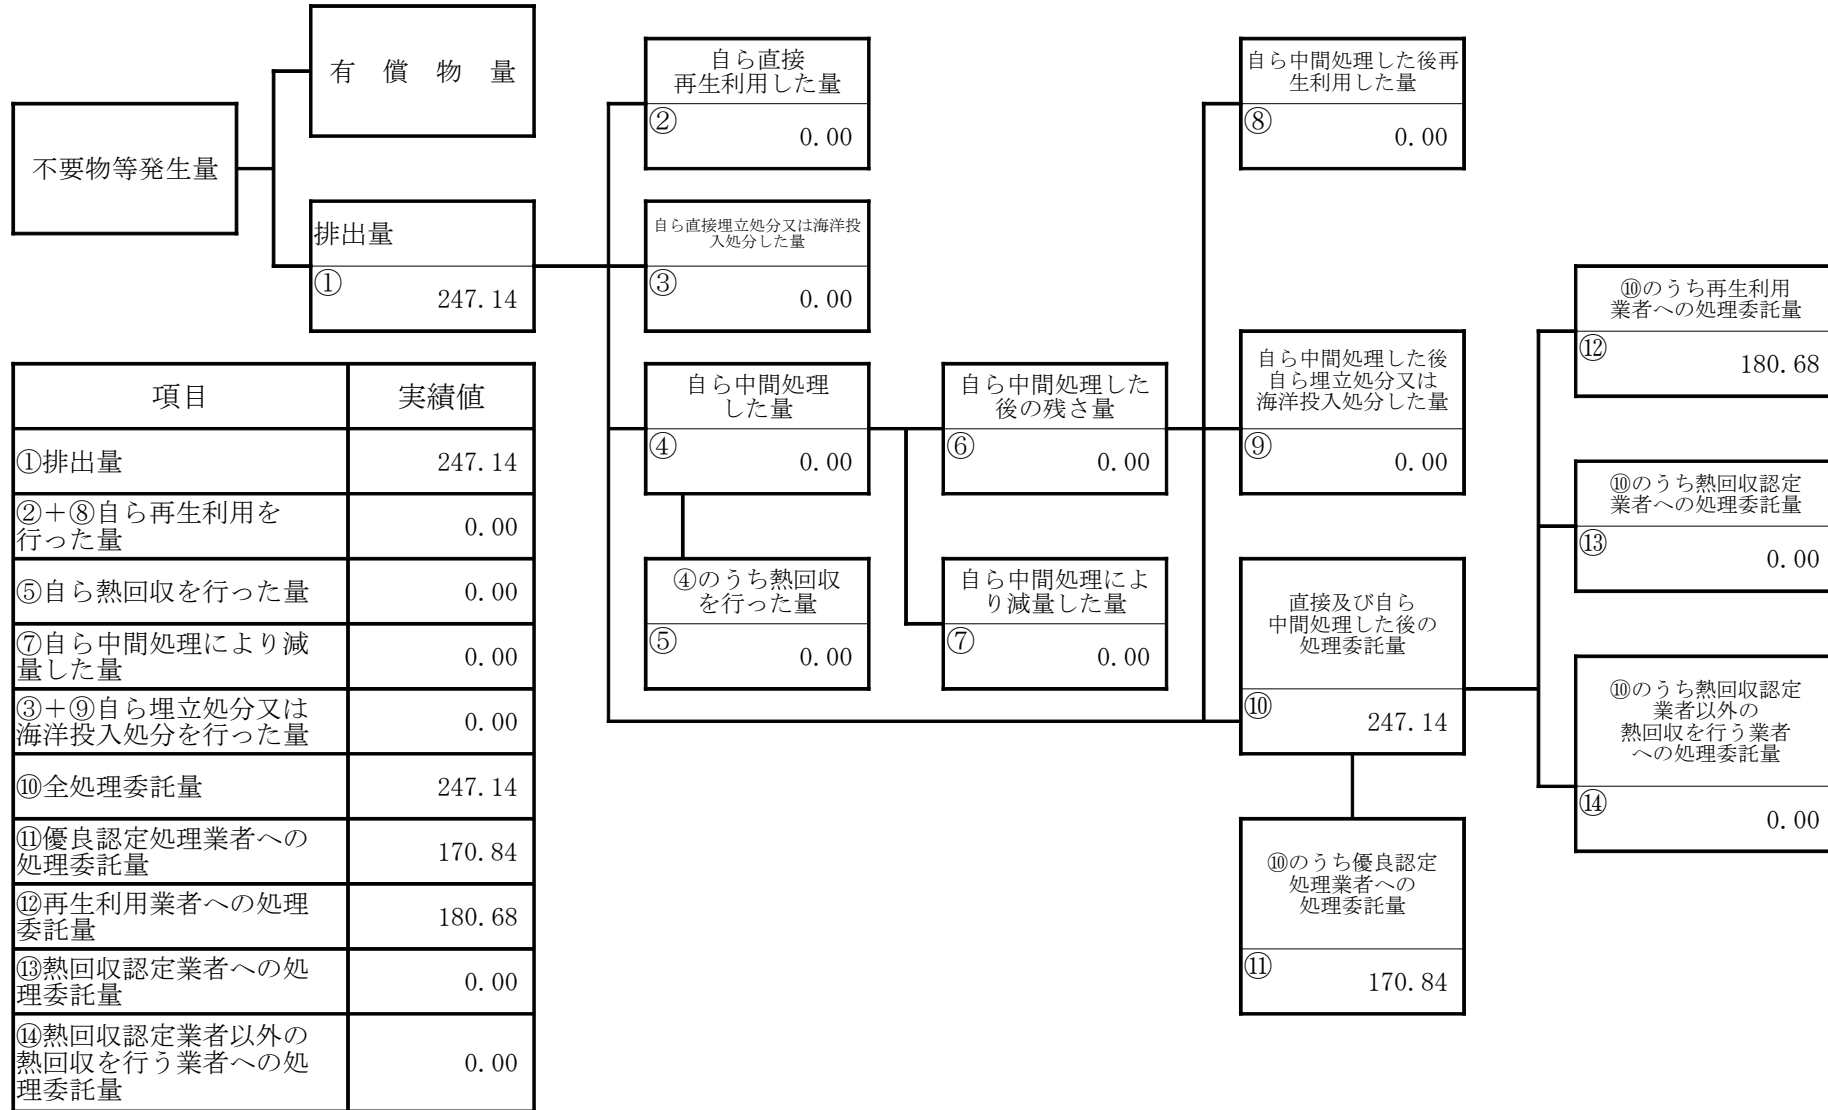 有　償　物　量
不要物等発生量
排出量
①
247.14
自ら直接
再生利用した量
②
0.00
自ら直接埋立処分又は海洋投
入処分した量
③
0.00
自ら中間処理
した量
④
0.00
④のうち熱回収
を行った量
⑤
0.00
自ら中間処理した
後の残さ量
⑥
0.00
自ら中間処理によ
り減量した量
⑦
0.00
自ら中間処理した後再
生利用した量
⑧
0.00
自ら中間処理した後
自ら埋立処分又は
海洋投入処分した量
⑨
0.00
直接及び自ら
中間処理した後の
処理委託量
⑩
247.14
⑩のうち優良認定
処理業者への
処理委託量
⑪
170.84
⑩のうち再生利用
業者への処理委託量
⑫
180.68
⑩のうち熱回収認定
業者への処理委託量
⑬
0.00
⑩のうち熱回収認定
業者以外の
熱回収を行う業者
への処理委託量
⑭
0.00
項目 実績値
①排出量 247.14
②＋⑧自ら再生利用を
行った量 0.00
⑤自ら熱回収を行った量 0.00
⑦自ら中間処理により減
量した量 0.00
③＋⑨自ら埋立処分又は
海洋投入処分を行った量 0.00
⑩全処理委託量 247.14
⑪優良認定処理業者への
処理委託量 170.84
⑫再生利用業者への処理
委託量 180.68
⑬熱回収認定業者への処
理委託量 0.00
⑭熱回収認定業者以外の
熱回収を行う業者への処
理委託量 0.00